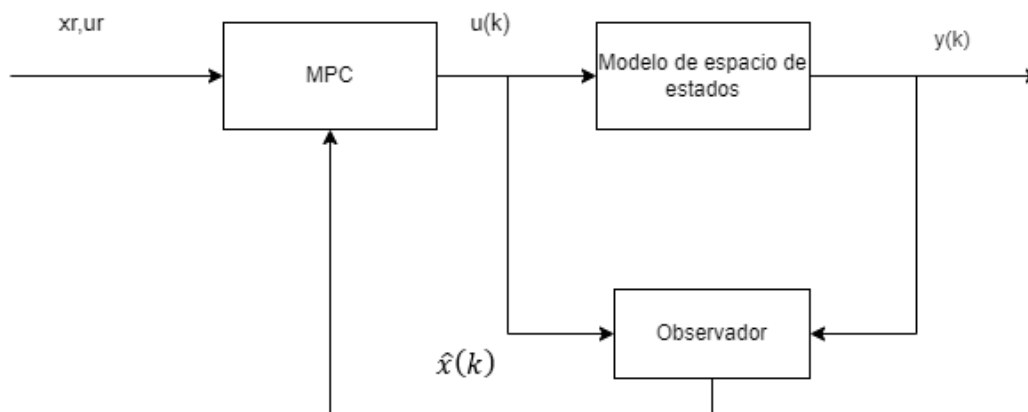 xr,ur
u(k)
y(k)
MPC
Modelo de espacio de
estados
Observador
x̂(k)